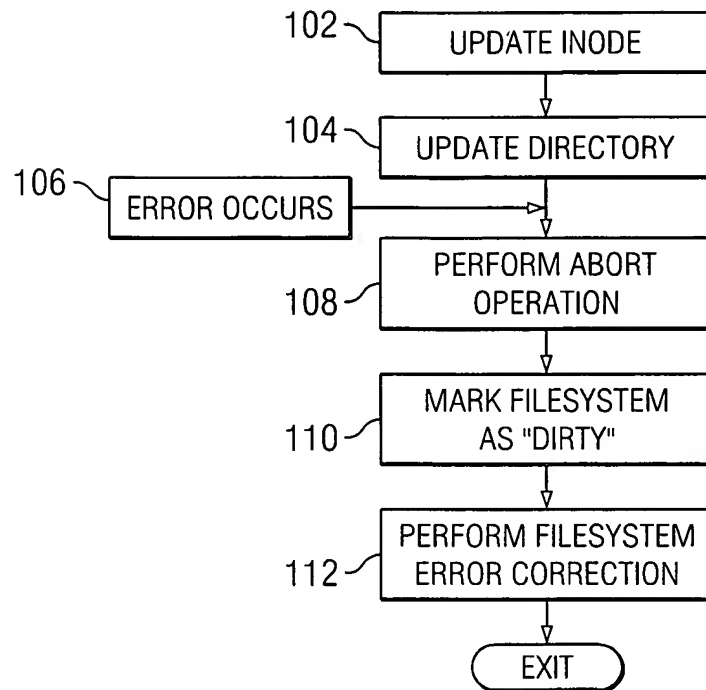 102
UPDATE INODE
104
UPDATE DIRECTORY
106
ERROR OCCURS
108
PERFORM ABORT
OPERATION
110
MARK FILESYSTEM
AS "DIRTY"
112
PERFORM FILESYSTEM
ERROR CORRECTION
EXIT